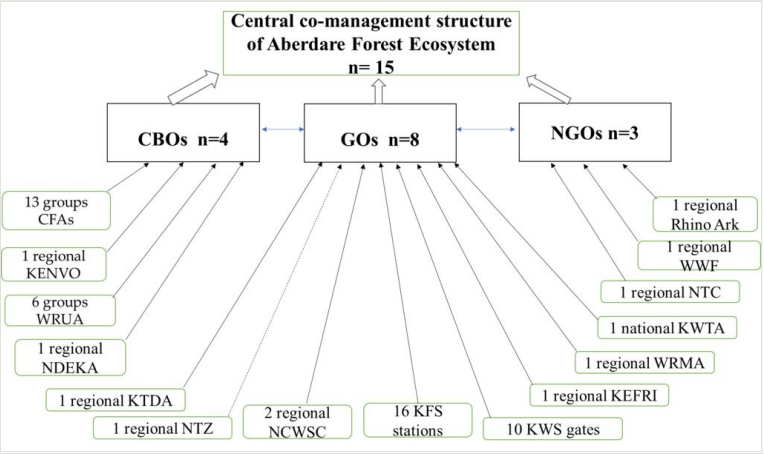 Central co-management structure
of Aberdare Forest Ecosystem
n= 15
CBOs n=4
GOs n=8
NGOs n=3
13 groups
CFAs
1 regional
KENVO
6 groups
WRUA
1 regional
NDEKA
1 regional KTDA
1 regional NTZ
2 regional
NCWSC
16 KFS
stations
10 KWS gates
1 regional KEFRI
1 regional WRMA
1 national KWTA
1 regional NTC
1 regional
WWF
1 regional
Rhino Ark